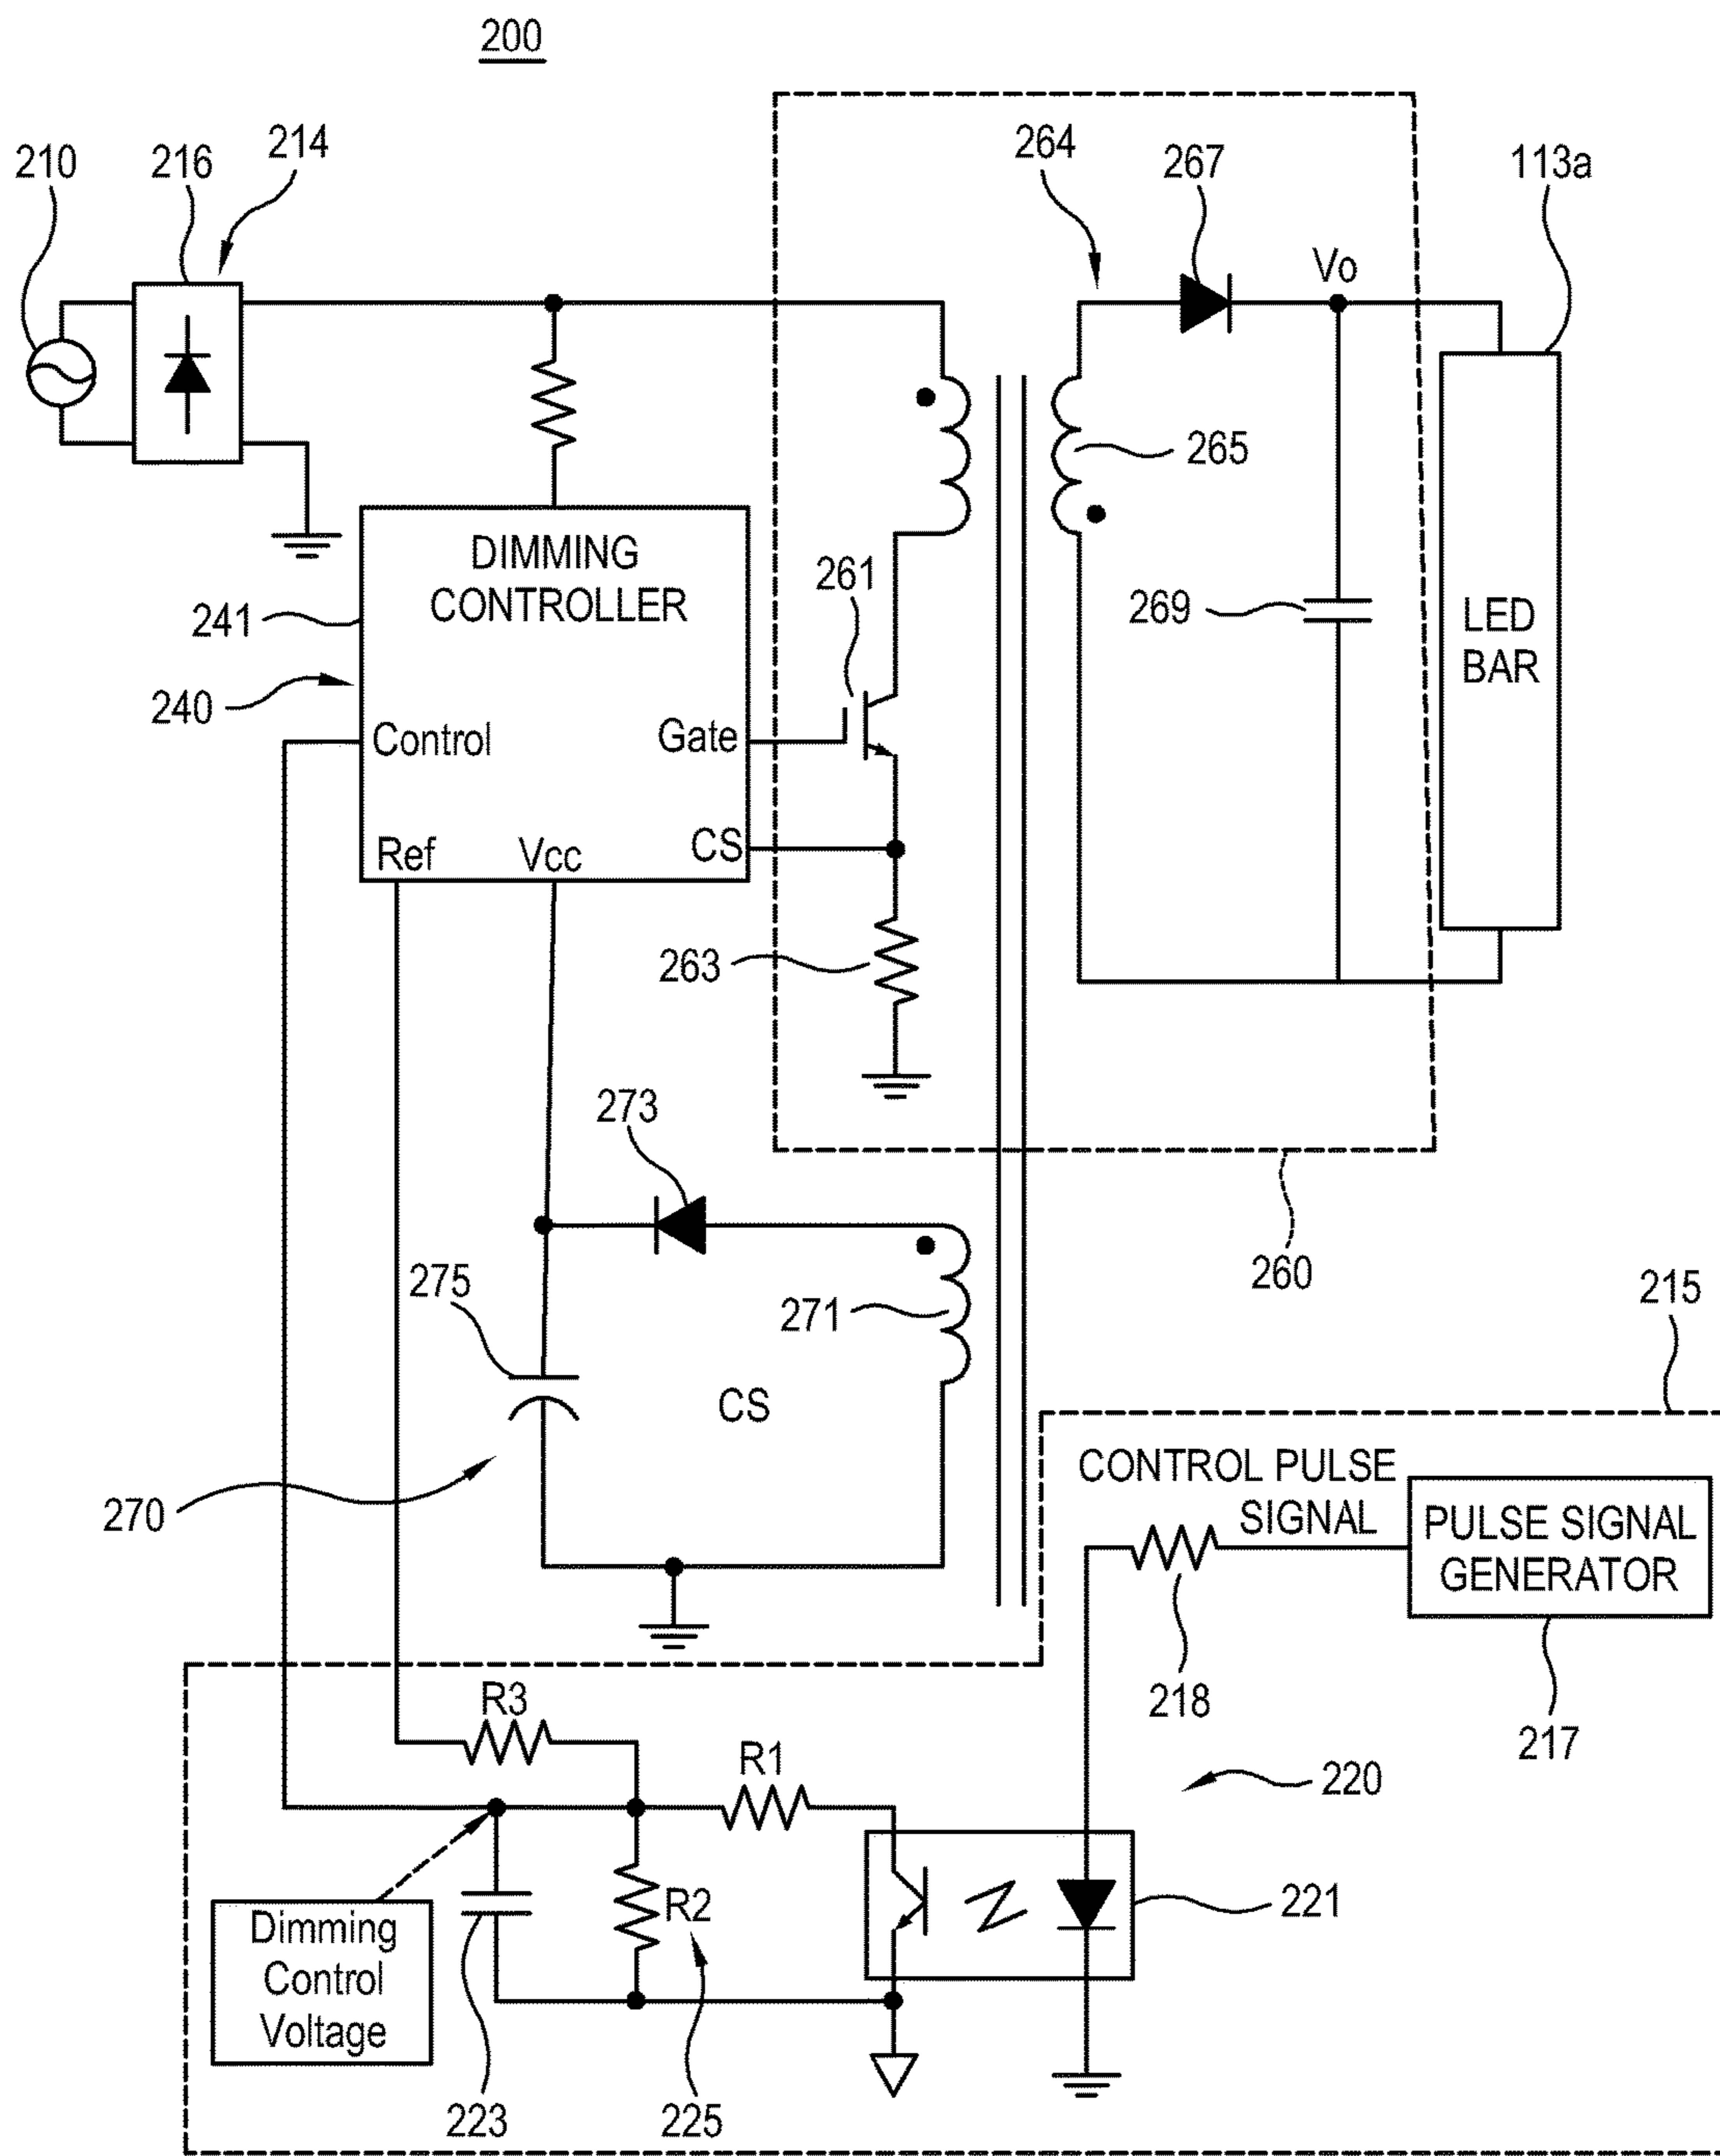 200
210
216
214
264
267
113a
Vo
265
DIMMING
CONTROLLER
261
241
269
LED
BAR
240
Control
Gate
Ref
Vcc
CS
263
273
260
275
271
215
CS
CONTROL PULSE
SIGNAL
PULSE SIGNAL
GENERATOR
270
218
217
R3
R1
220
R2
221
Dimming
Control
Voltage
223
225